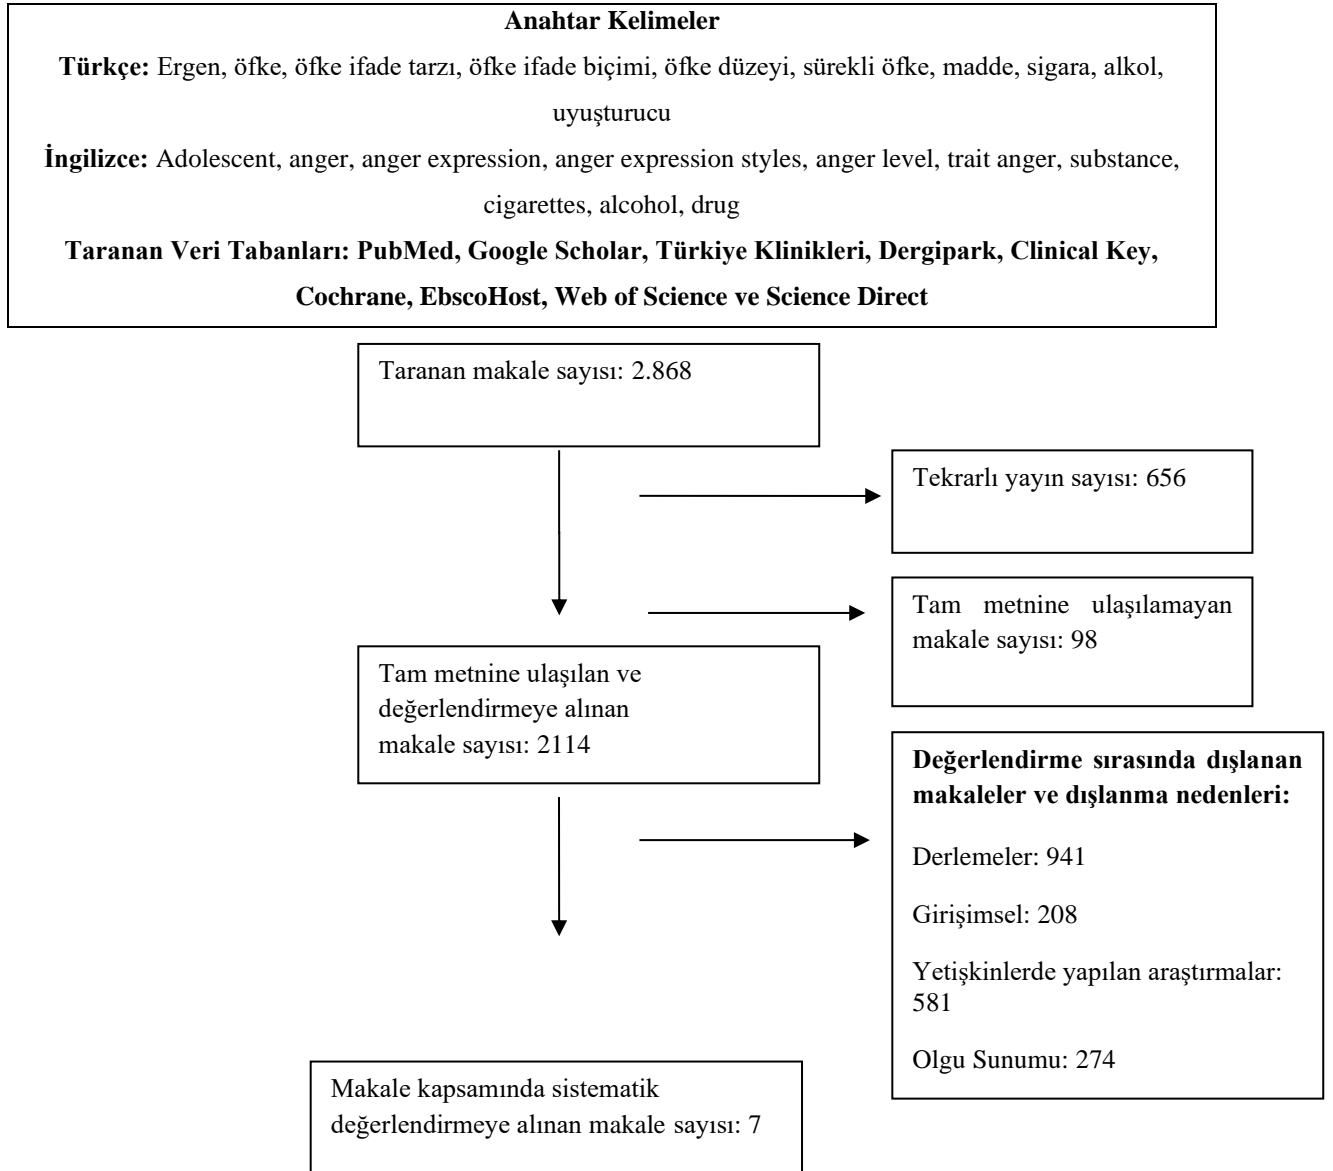 Anahtar Kelimeler
Türkçe: Ergen, öfke, öfke ifade tarzı, öfke ifade biçimi, öfke düzeyi, sürekli öfke, madde, sigara, alkol,
uyuşturucu
İngilizce: Adolescent, anger, anger expression, anger expression styles, anger level, trait anger, substance,
cigarettes, alcohol, drug
Taranan Veri Tabanları: PubMed, Google Scholar, Türkiye Klinikleri, Dergipark, Clinical Key,
Cochrane, EbscoHost, Web of Science ve Science Direct
Taranan makale sayısı: 2.868
Tekrarlı yayın sayısı: 656
Tam metnine ulaşılamayan
makale sayısı: 98
Tam metnine ulaşılan ve
değerlendirmeye alınan
makale sayısı: 2114
Değerlendirme sırasında dışlanan
makaleler ve dışlanma nedenleri:
Derlemeler: 941
Girişimsel: 208
Yetişkinlerde yapılan araştırmalar:
581
Olgu Sunumu: 274
Makale kapsamında sistematik
değerlendirmeye alınan makale sayısı: 7